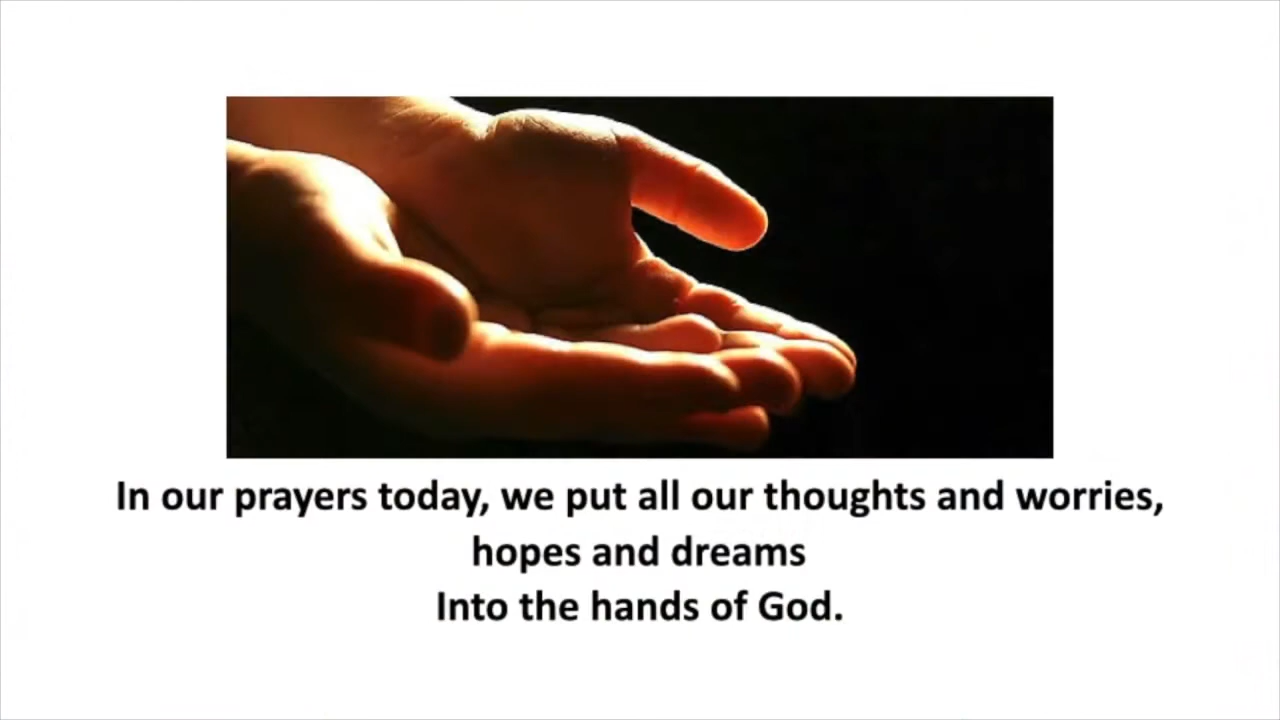 In our prayers today, we put all our thoughts and worries,
hopes and dreams
Into the hands of God.